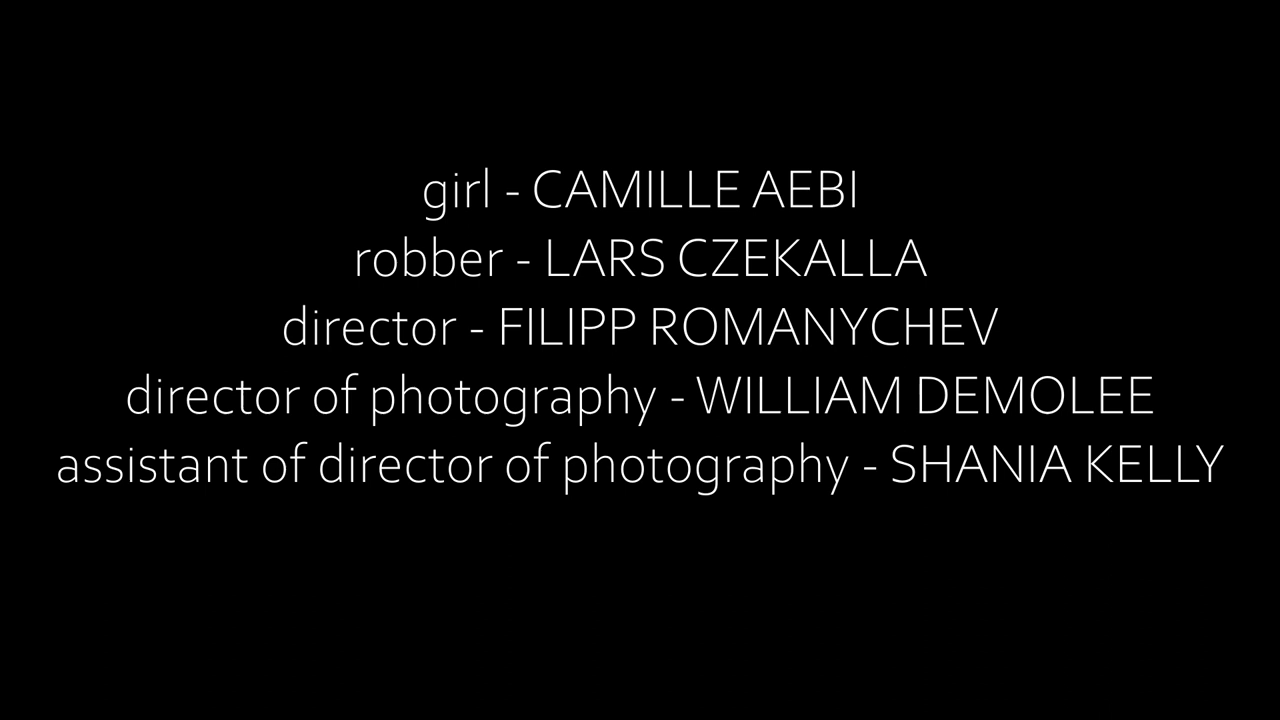 girl - CAMILLE AEBI
robber - LARS CZEKALLA
director - FILIPP ROMANYCHEV
director of photography - WILLIAM DEMOLEE
assistant of director of photography - SHANIA KELLY